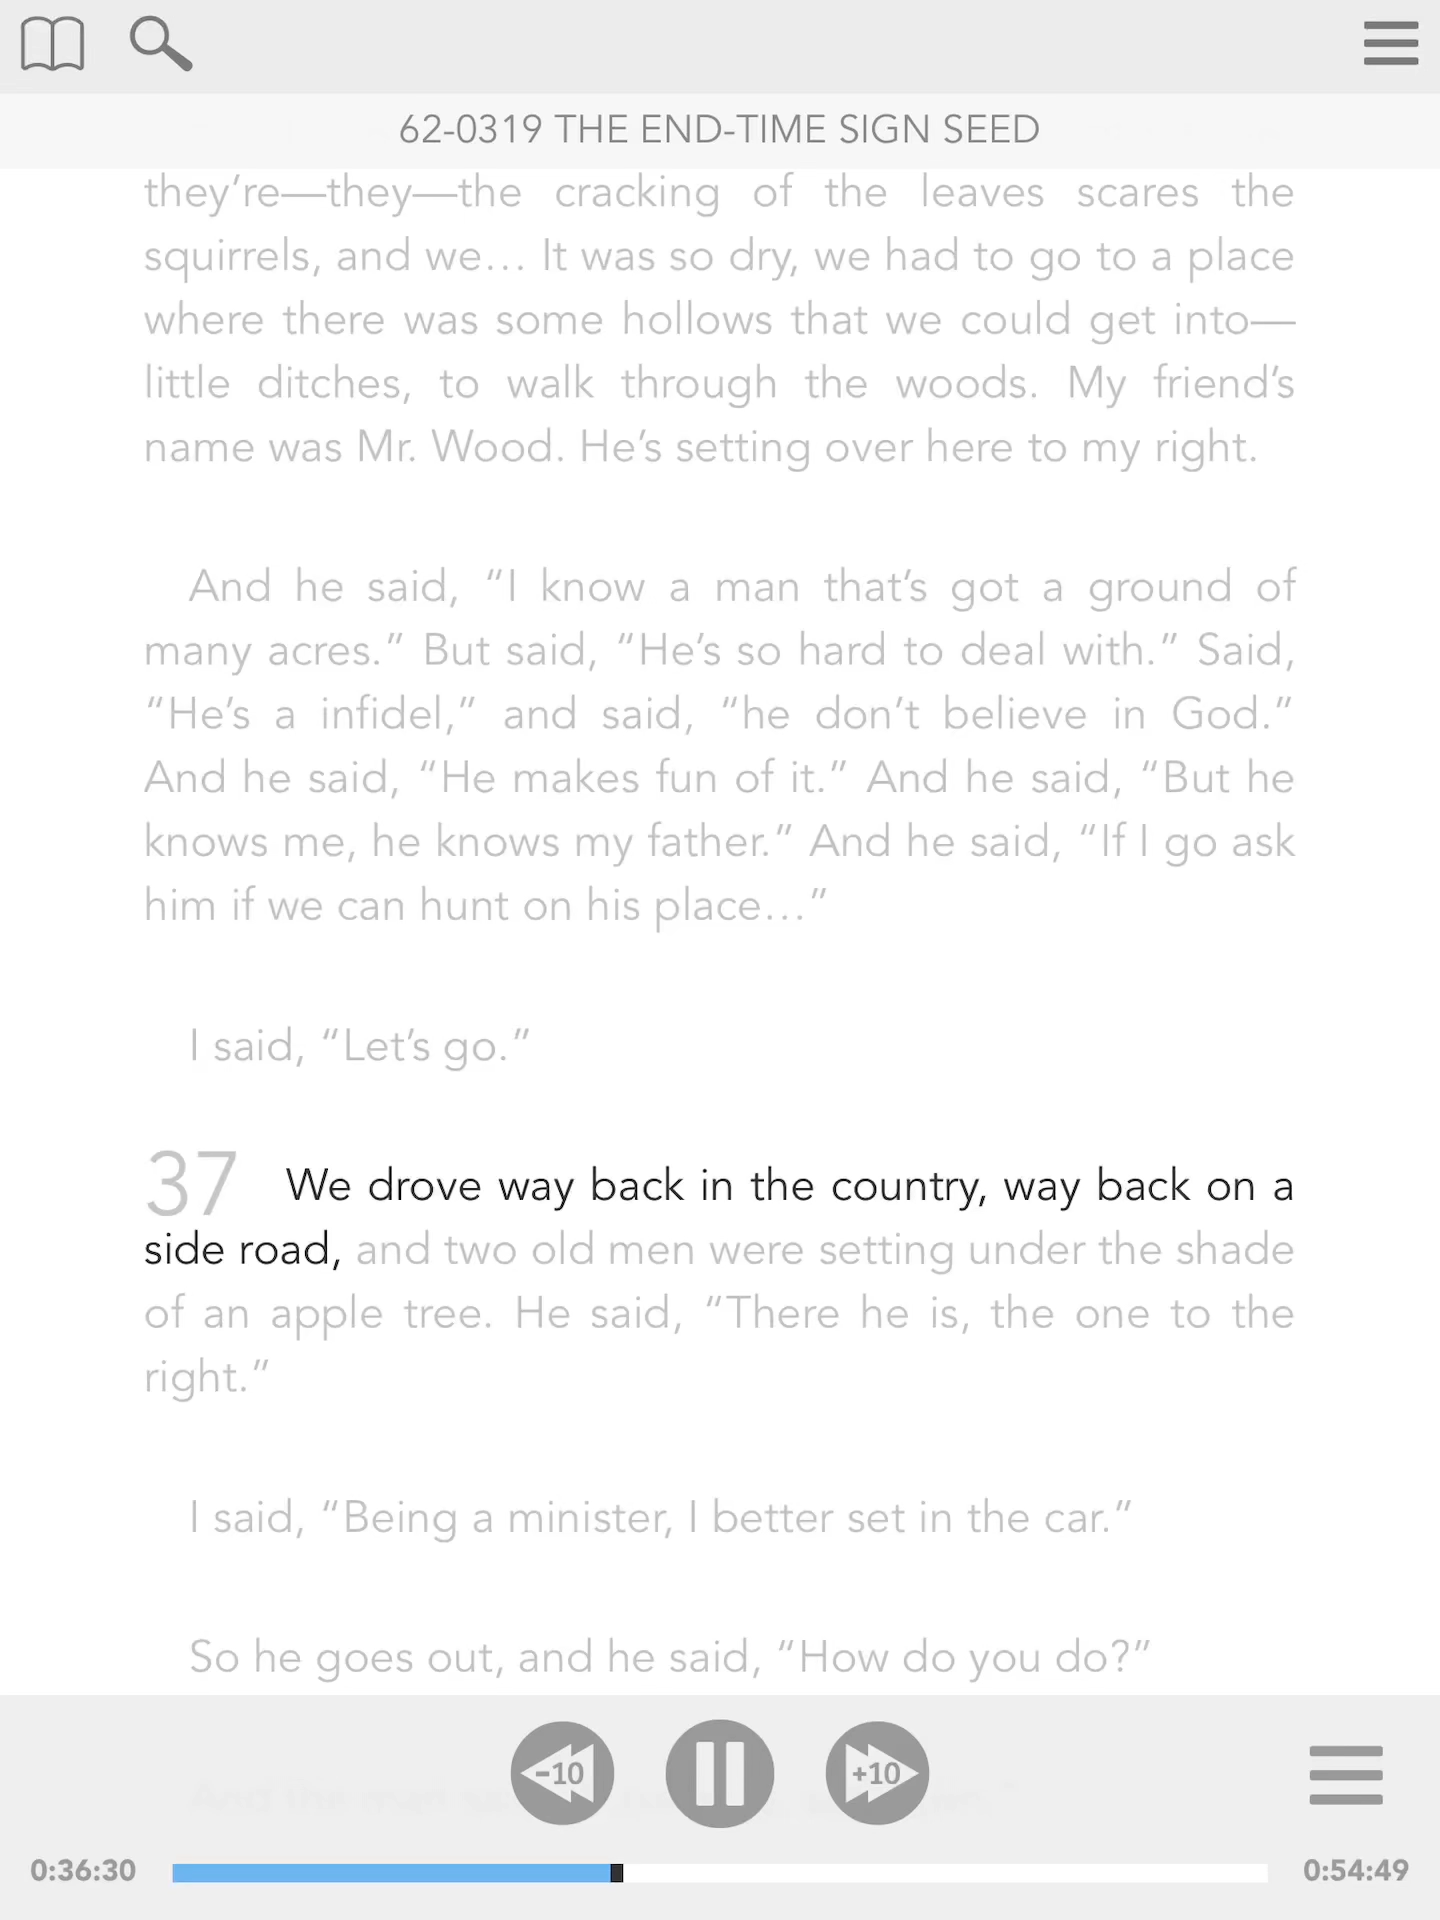 62-0319 THE END-TIME SIGN SEED
they’re—they—the cracking of the leaves scares the
squirrels, and we… It was so dry, we had to go to a place
where there was some hollows that we could get into—
little ditches, to walk through the woods. My friend’s
name was Mr. Wood. He’s setting over here to my right.
And he said, “I know a man that’s got a ground of
many acres.” But said, “He’s so hard to deal with.” Said,
“He’s a infidel,” and said, “he don’t believe in God.”
And he said, “He makes fun of it.” And he said, “But he
knows me, he knows my father.” And he said, “If I go ask
him if we can hunt on his place…”
I said, “Let’s go.”
37 We drove way back in the country, way back on a
side road, and two old men were setting under the shade
of an apple tree. He said, “There he is, the one to the
right.”
I said, “Being a minister, I better set in the car.”
So he goes out, and he said, “How do you do?”
And the man
-10 +10
0:36:30 0:54:49